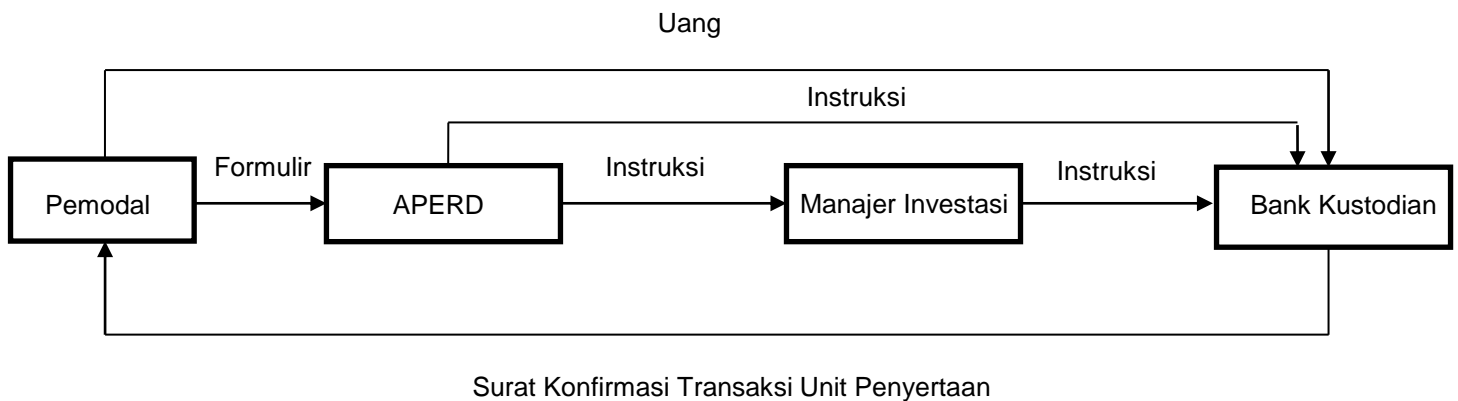 Uang
Instruksi
Formulir
Instruksi
Instruksi
Pemodal
APERD
Manajer Investasi
Bank Kustodian
Surat Konfirmasi Transaksi Unit Penyertaan